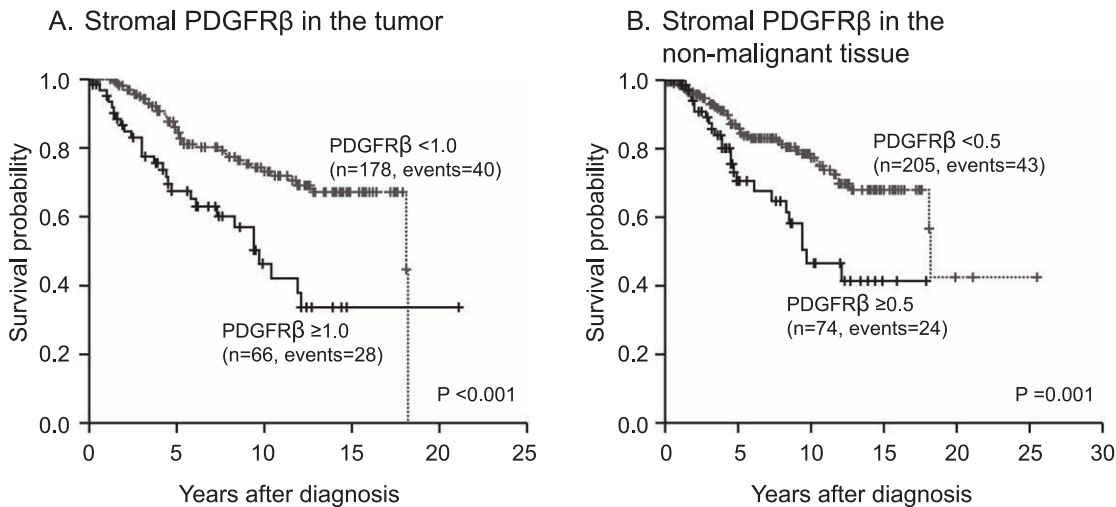 A. Stromal PDGFRβ in the tumor
Survival probability
1.0
0.8
0.6
0.4
0.2
0.0
PDGFRβ <1.0
(n=178, events=40)
PDGFRβ ≥1.0
(n=66, events=28)
P <0.001
0 5 10 15 20 25
Years after diagnosis
B. Stromal PDGFRβ in the
non-malignant tissue
Survival probability
1.0
0.8
0.6
0.4
0.2
0.0
PDGFRβ <0.5
(n=205, events=43)
PDGFRβ ≥0.5
(n=74, events=24)
P =0.001
0 5 10 15 20 25 30
Years after diagnosis